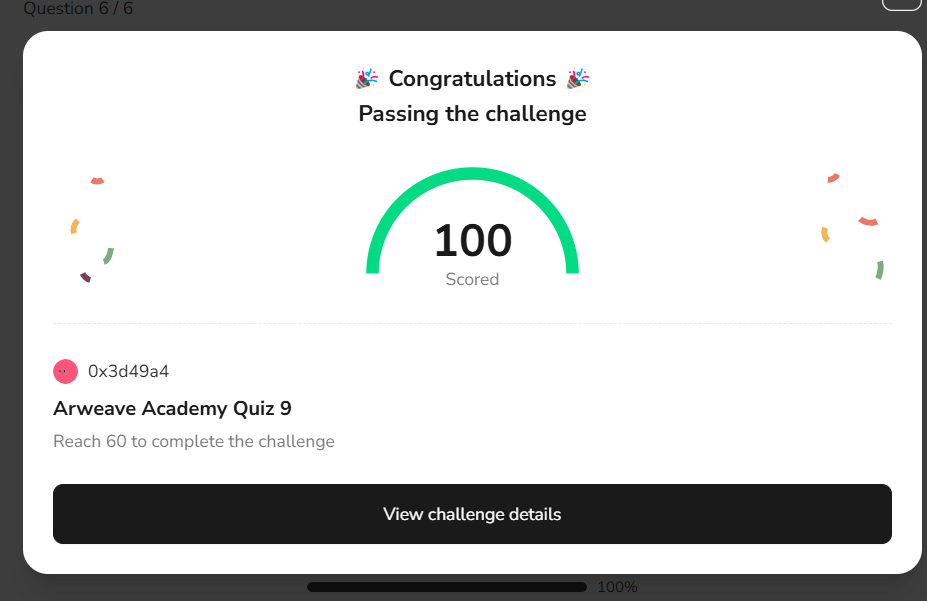 Question 6 / 6
🎉 Congratulations 🎉
Passing the challenge
100
Scored
0x3d49a4
Arweave Academy Quiz 9
Reach 60 to complete the challenge
View challenge details
100%